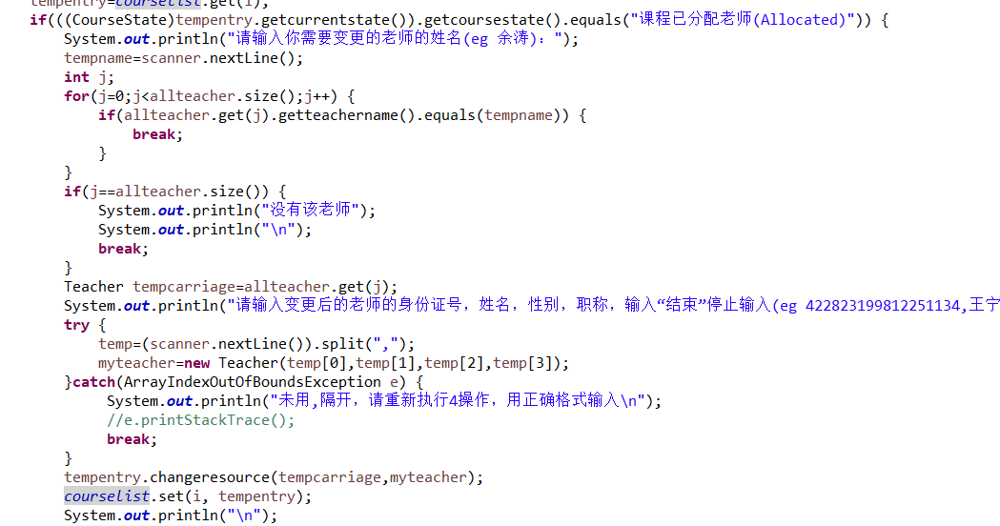 tempentry=courselist.get(i);
if(((CourseState)tempentry.getcurrentstate()).getcoursestate().equals("课程已分配老师(Allocated)")) {
System.out.println("请输入你需要变更的老师的姓名(eg 余涛)：");
tempname=scanner.nextLine();
int j;
for(j=0;j<allteacher.size();j++) {
if(allteacher.get(j).getteachername().equals(tempname)) {
break;
}
}
if(j==allteacher.size()) {
System.out.println("没有该老师");
System.out.println("\n");
break;
}
Teacher tempcarriage=allteacher.get(j);
System.out.println("请输入变更后的老师的身份证号，姓名，性别，职称，输入“结束”停止输入(eg 422823199812251134,王宁
try {
temp=(scanner.nextLine()).split(",");
myteacher=new Teacher(temp[0],temp[1],temp[2],temp[3]);
}catch(ArrayIndexOutOfBoundsException e) {
System.out.println("未用,隔开，请重新执行4操作，用正确格式输入\n");
//e.printStackTrace();
break;
}
tempentry.changeresource(tempcarriage,myteacher);
courselist.set(i, tempentry);
System.out.println("\n");